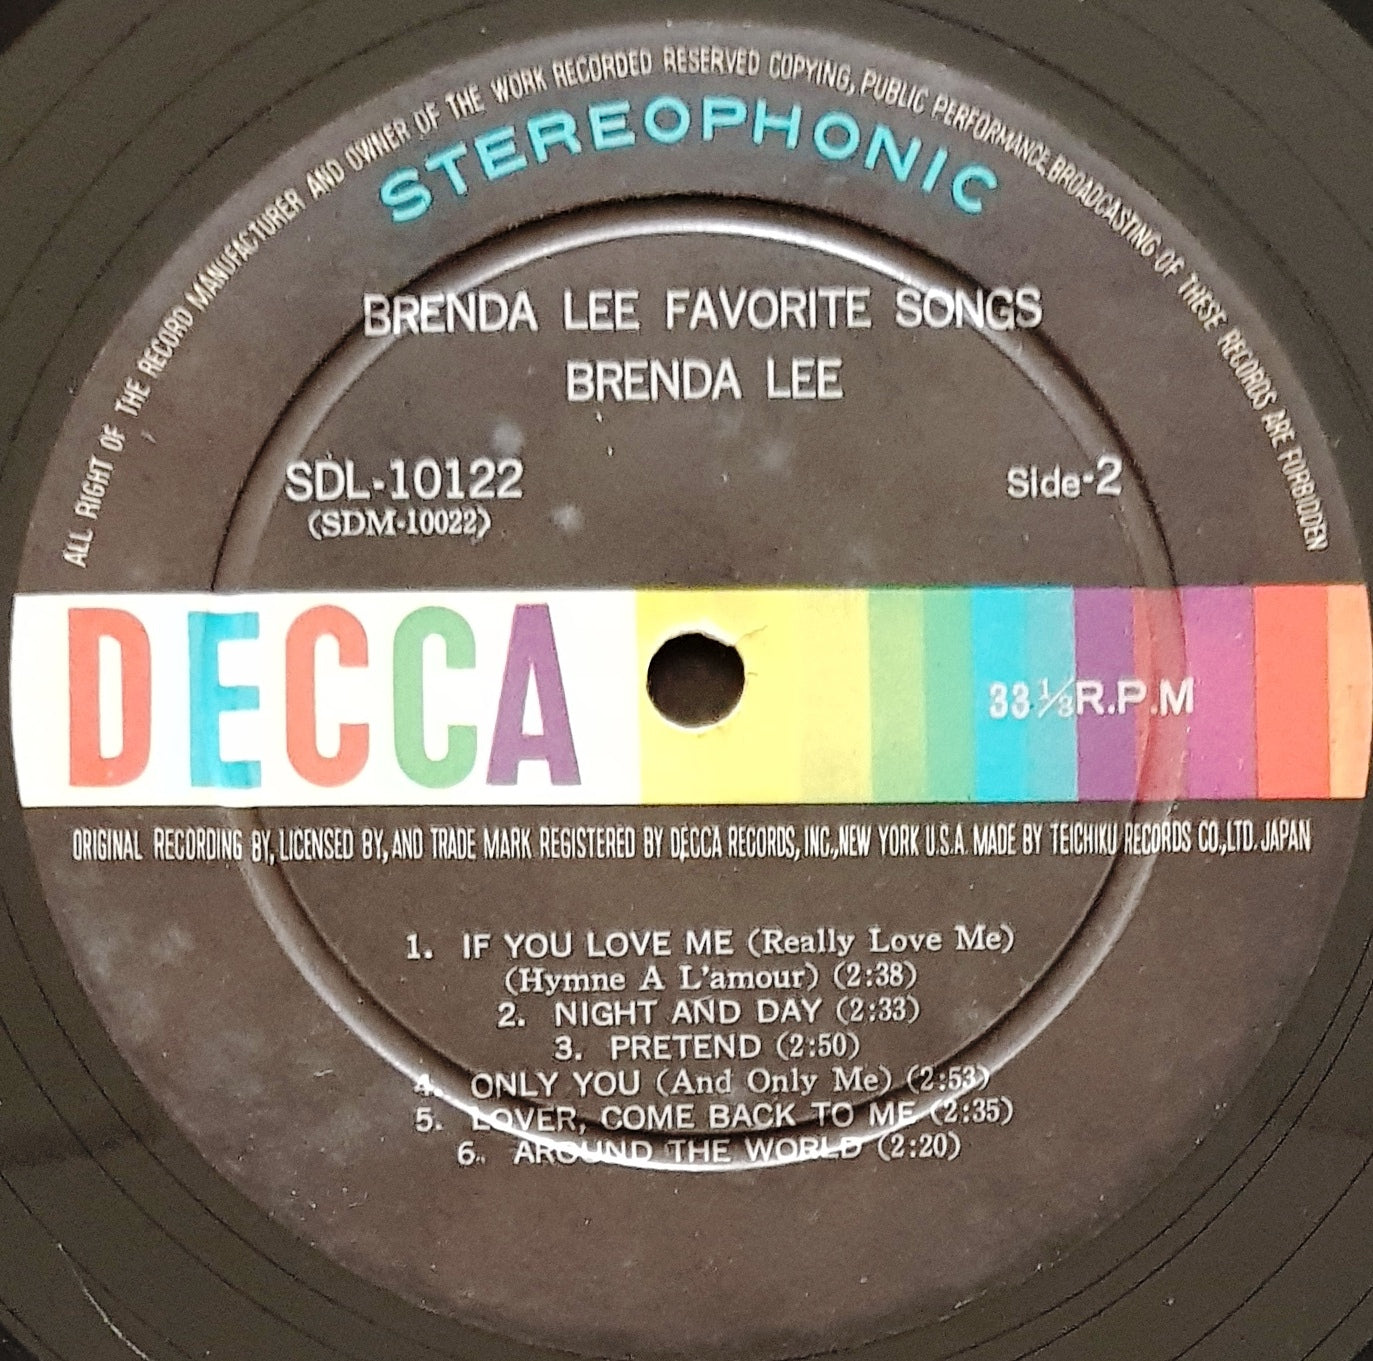 ALL RIGHT OF THE RECORD MANUFACTURER AND OWNER OF THE WORK RECORDED RESERVED COPYING, PUBLIC PERFORMANCE, BROADCASTING OF THESE RECORDS ARE FORBIDDEN
STEREOPHONIC
BRENDA LEE FAVORITE SONGS
BRENDA LEE
SDL-10122 Side-2
(SDM-10022)
DECCA 33 1/3 R.P.M
ORIGINAL RECORDING BY, LICENSED BY, AND TRADE MARK REGISTERED BY DECCA RECORDS, INC., NEW YORK U.S.A. MADE BY TEICHIKU RECORDS CO., LTD. JAPAN
1. IF YOU LOVE ME (Really Love Me)
(Hymne A L'amour) (2:38)
2. NIGHT AND DAY (2:33)
3. PRETEND (2:50)
4. ONLY YOU (And Only Me) (2:53)
5. LOVER, COME BACK TO ME (2:35)
6. AROUND THE WORLD (2:20)